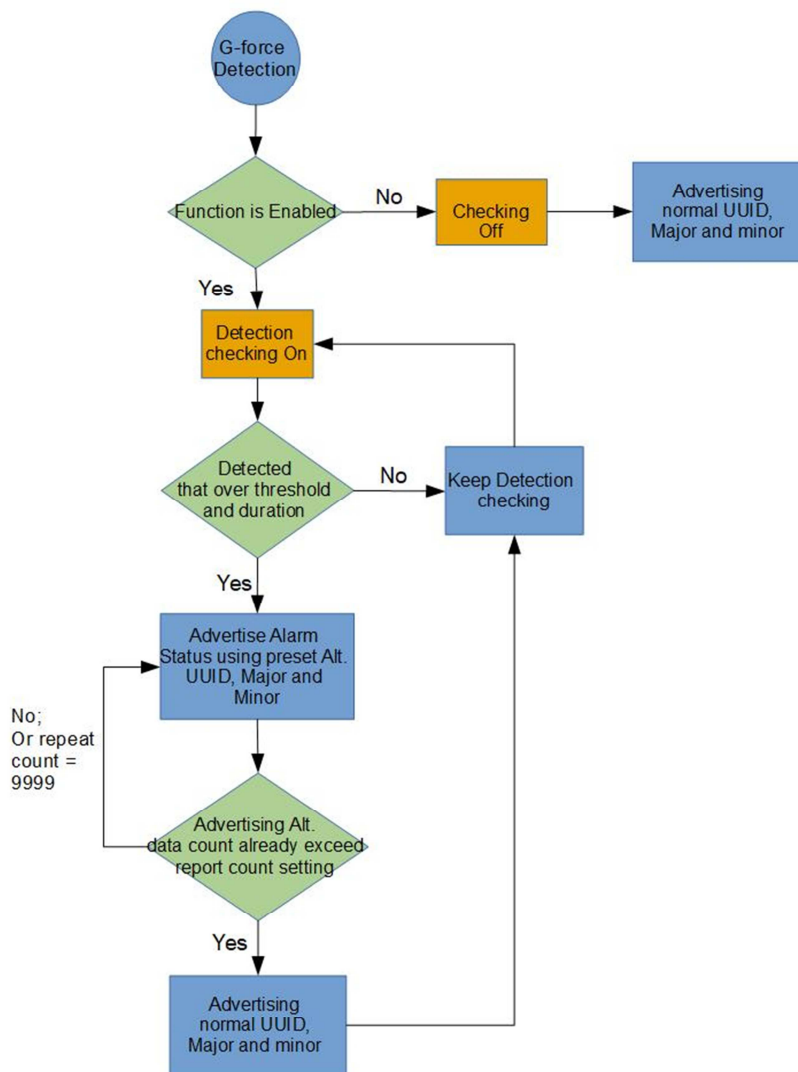 G-force
Detection
Function is Enabled
No
Checking
Off
Advertising
normal UUID,
Major and minor
Yes
Detection
checking On
Detected
that over threshold
and duration
No
Keep Detection
checking
Yes
Advertise Alarm
Status using preset Alt.
UUID, Major and
Minor
No;
Or repeat
count =
9999
Advertising Alt.
data count already exceed
report count setting
Yes
Advertising
normal UUID,
Major and minor